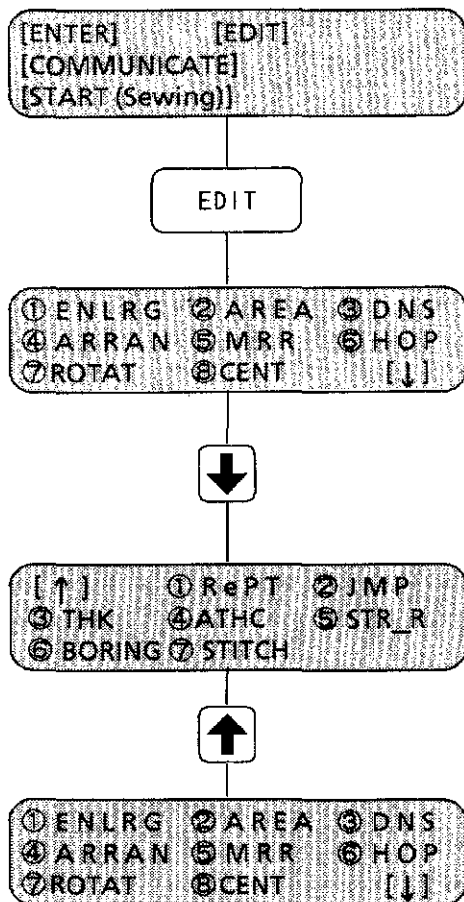 [ENTER] [EDIT]
[COMMUNICATE]
[START (Sewing)]
EDIT
① ENLRG ② AREA ③ DNS
④ ARRAN ⑤ MRR ⑥ HOP
⑦ ROTAT ⑧ CENT [↓]
[↑] ① RePT ② JMP
③ THK ④ ATHC ⑤ STR_R
⑥ BORING ⑦ STITCH
① ENLRG ② AREA ③ DNS
④ ARRAN ⑤ MRR ⑥ HOP
⑦ ROTAT ⑧ CENT [↓]